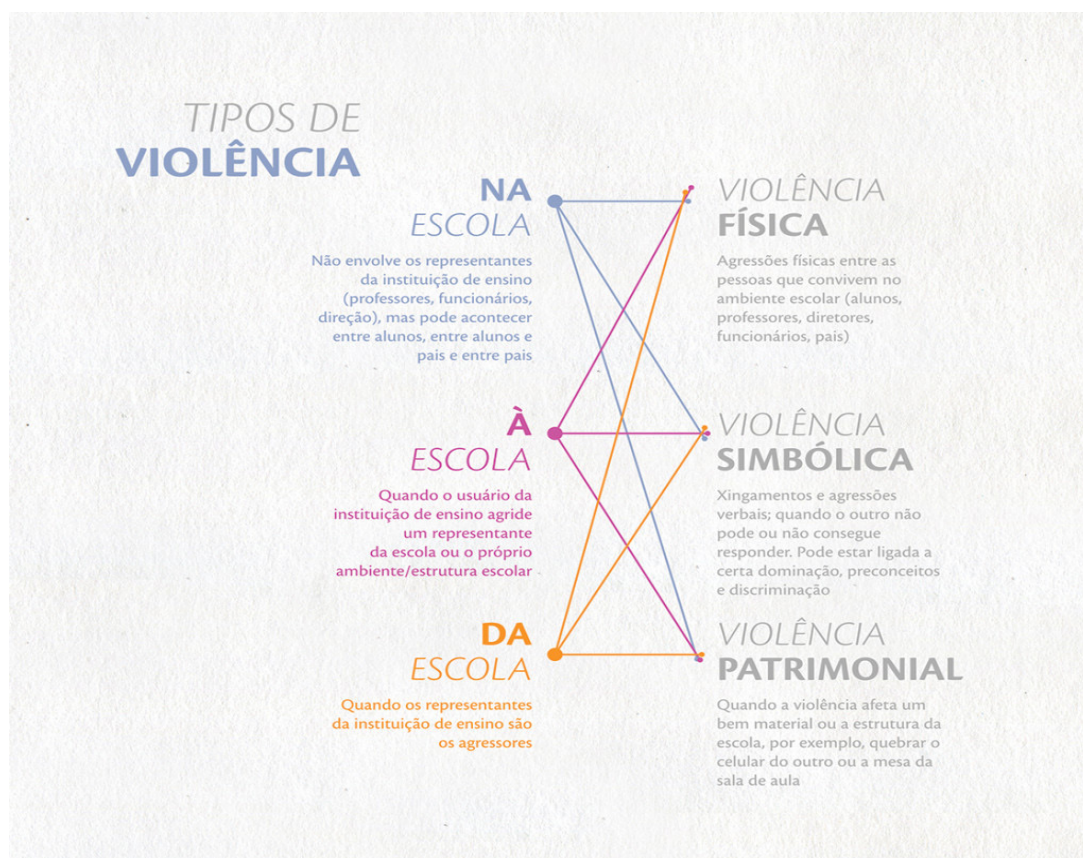 TIPOS DE
VIOLÊNCIA
NA
ESCOLA
Não envolve os representantes
da instituição de ensino
(professores, funcionários,
direção), mas pode acontecer
entre alunos, entre alunos e
pais e entre pais
VIOLÊNCIA
FÍSICA
Agressões físicas entre as
pessoas que convivem no
ambiente escolar (alunos,
professores, diretores,
funcionários, pais)
À
ESCOLA
Quando o usuário da
instituição de ensino agride
um representante
da escola ou o próprio
ambiente/estrutura escolar
VIOLÊNCIA
SIMBÓLICA
Xingamentos e agressões
verbais; quando o outro não
pode ou não consegue
responder. Pode estar ligada a
certa dominação, preconceitos
e discriminação
DA
ESCOLA
Quando os representantes
da instituição de ensino são
os agressores
VIOLÊNCIA
PATRIMONIAL
Quando a violência afeta um
bem material ou a estrutura da
escola, por exemplo, quebrar o
celular do outro ou a mesa da
sala de aula